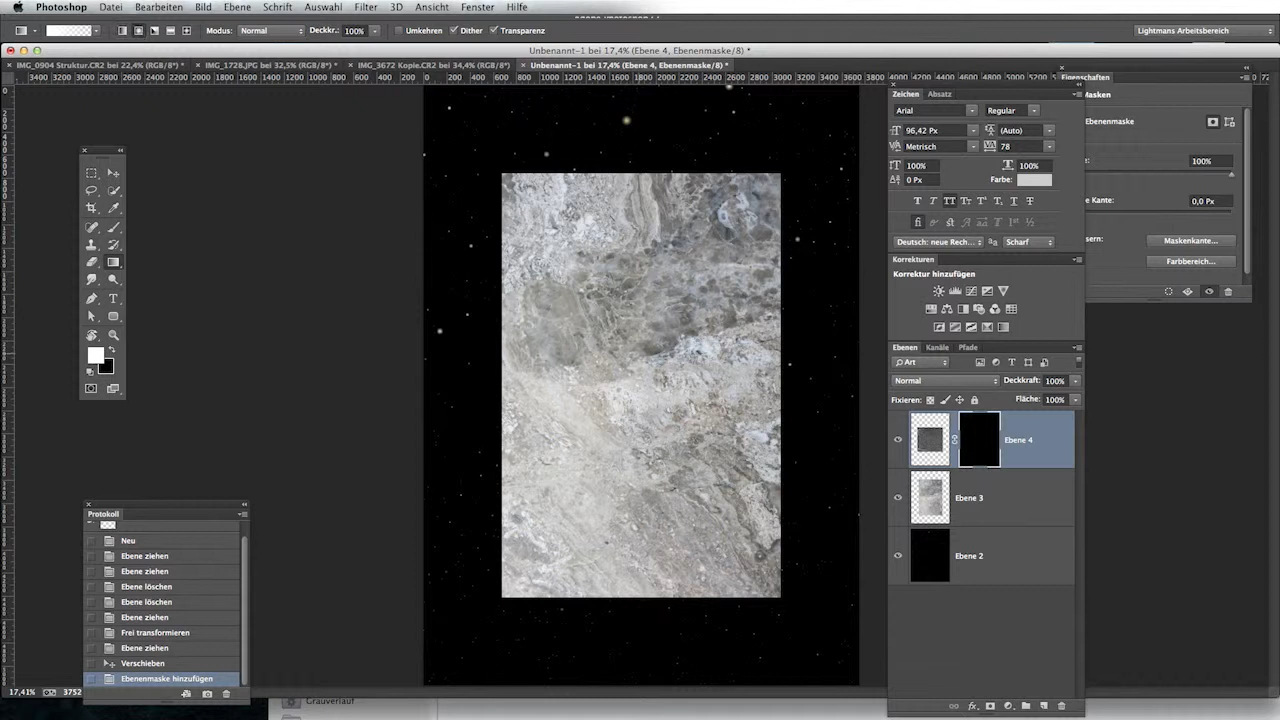 Photoshop Datei Bearbeiten Bild Ebene Schrift Auswahl Filter 3D Ansicht Fenster Hilfe
Modus: Normal Deckkr.: 100% Umkehren Dither Transparenz Lightmans Arbeitsbereich
Unbenannt-1 bei 17,4% (Ebene 4, Ebenenmaske/8) *
IMG_0904 Struktur.CR2 bei 22,4% (RGB/8*) * IMG_1728.JPG bei 32,5% (RGB/8*) * IMG_3672 Kopie.CR2 bei 34,4% (RGB/8*) Unbenannt-1 bei 17,4% (Ebene 4, Ebenenmaske/8) *
3400 3200 3000 2800 2600 2400 2200 2000 1800 1600 1400 1200 1000 800 600 400 200 0 200 400 600 800 1000 1200 1400 1600 1800 2000 2200 2400 2600 2800 3000 3200 3400 3600 3800 4000 4200 4400 4600 4800 5000
Eigenschaften
Zeichen Absatz
Masken
Arial Regular
Ebenenmaske
96,42 Px (Auto)
Metrisch 78
100% 100%
100%
0 Px Farbe:
0,0 Px
e Kante:
Deutsch: neue Rech... Scharf
Maskenkante...
Farbbereich...
Korrekturen
Korrektur hinzufügen
Ebenen Kanäle Pfade
Art
Normal Deckkraft: 100%
Fixieren: Fläche: 100%
Ebene 4
Ebene 3
Ebene 2
Protokoll
Neu
Ebene ziehen
Ebene ziehen
Ebene löschen
Ebene löschen
Ebene ziehen
Frei transformieren
Ebene ziehen
Verschieben
Ebenenmaske hinzufügen
17,41% 3752
Grauverlauf